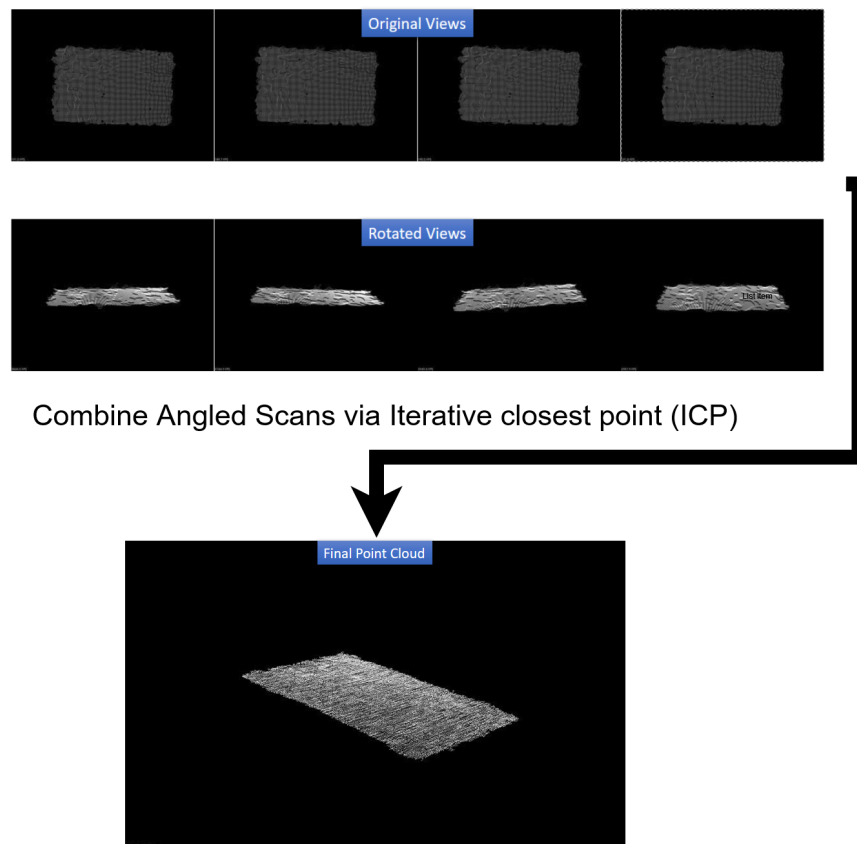 Original Views
Rotated Views
List item
Combine Angled Scans via Iterative closest point (ICP)
Final Point Cloud